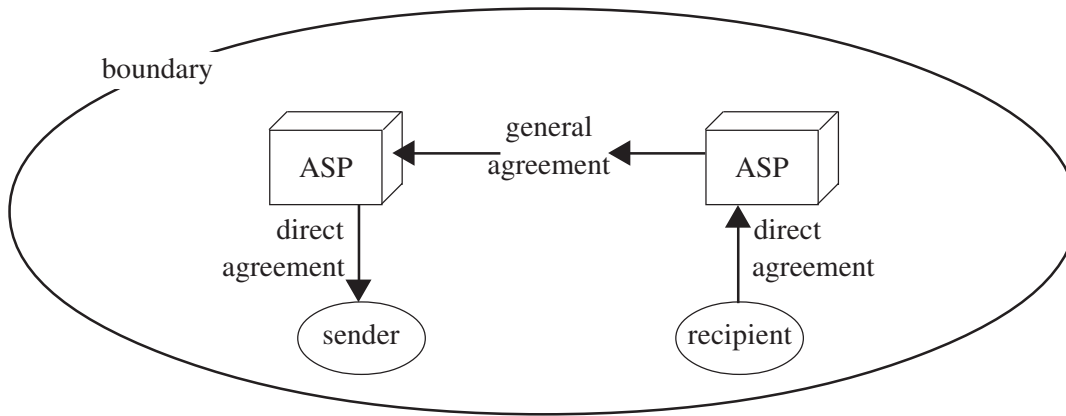 boundary
general
agreement
ASP
ASP
direct
agreement
direct
agreement
sender
recipient